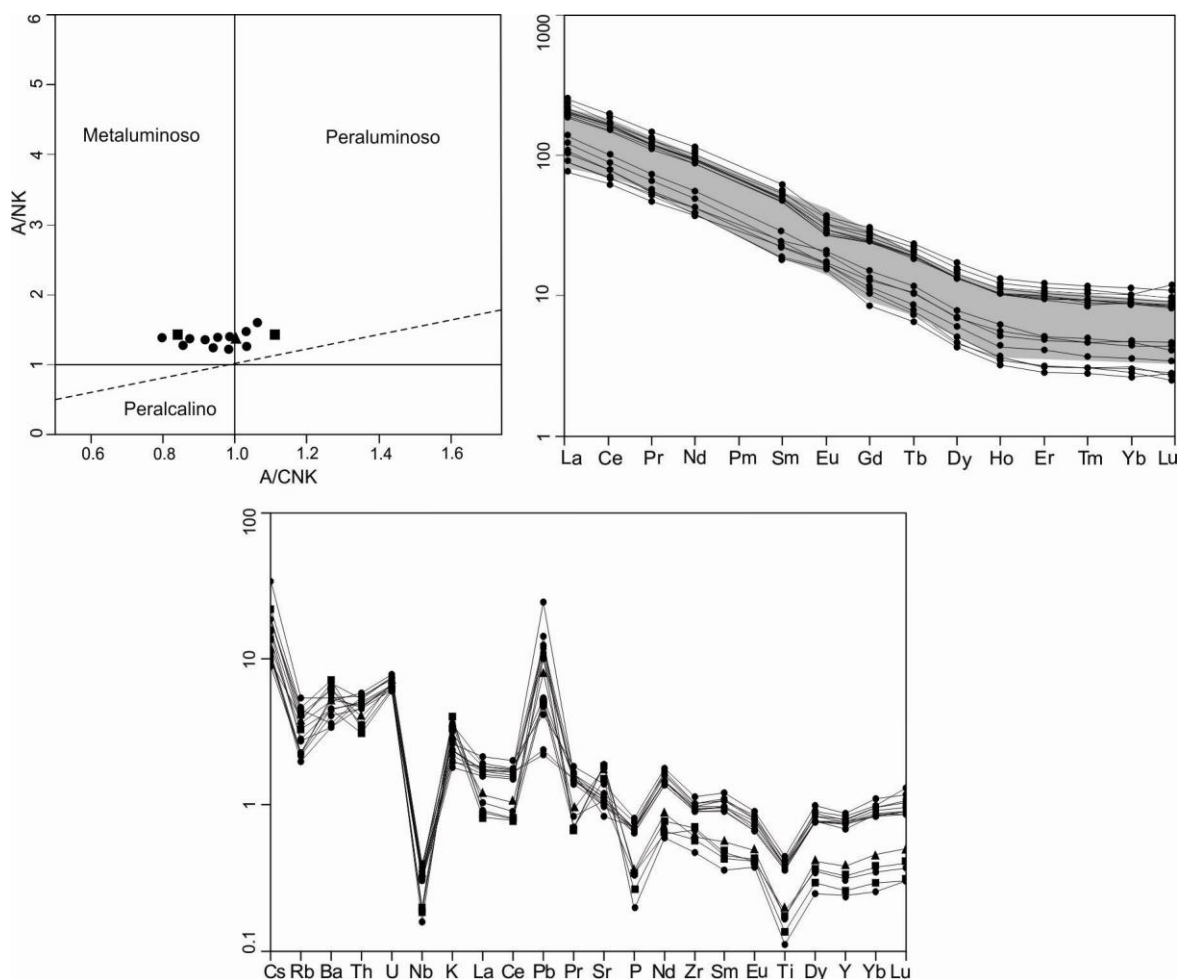 6
5
4
3
2
1
0
A/NK
Metaluminoso
Peraluminoso
Peralcalino
0.6 0.8 1.0 1.2 1.4 1.6
A/CNK
1000
100
10
1
La Ce Pr Nd Pm Sm Eu Gd Tb Dy Ho Er Tm Yb Lu
100
10
1
0.1
Cs Rb Ba Th U Nb K La Ce Pb Pr Sr P Nd Zr Sm Eu Ti Dy Y Yb Lu